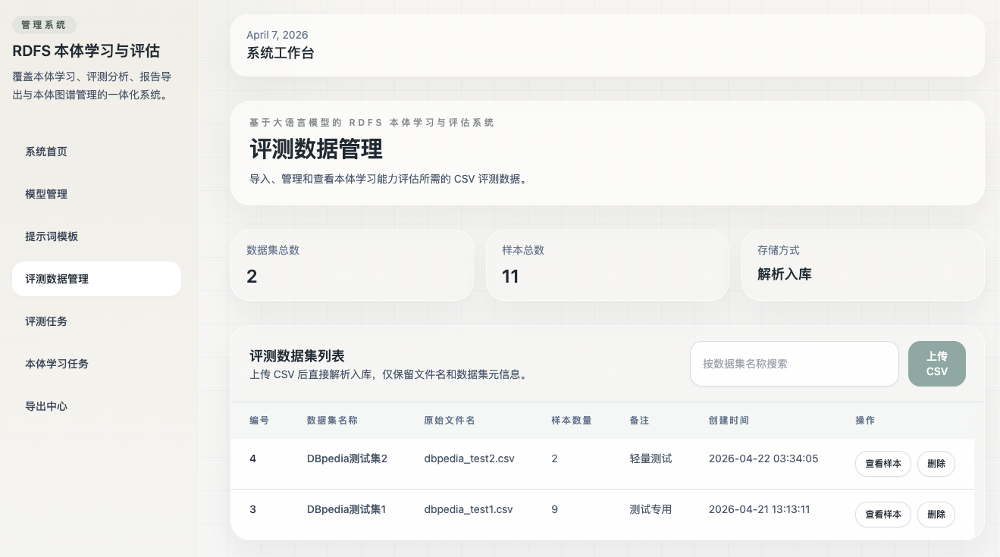 管理系统
RDFS 本体学习与评估
覆盖本体学习、评测分析、报告导
出与本体图谱管理的一体化系统。
系统首页
模型管理
提示词模板
评测数据管理
评测任务
本体学习任务
导出中心
April 7, 2026
系统工作台
基于大语言模型的 RDFS 本体学习与评估系统
评测数据管理
导入、管理和查看本体学习能力评估所需的 CSV 评测数据。
数据集总数
2
样本总数
11
存储方式
解析入库
评测数据集列表
上传 CSV 后直接解析入库，仅保留文件名和数据集元信息。
按数据集名称搜索
上传
CSV
编号 数据集名称 原始文件名 样本数量 备注 创建时间 操作
4 DBpedia测试集2 dbpedia_test2.csv 2 轻量测试 2026-04-22 03:34:05 查看样本 删除
3 DBpedia测试集1 dbpedia_test1.csv 9 测试专用 2026-04-21 13:13:11 查看样本 删除